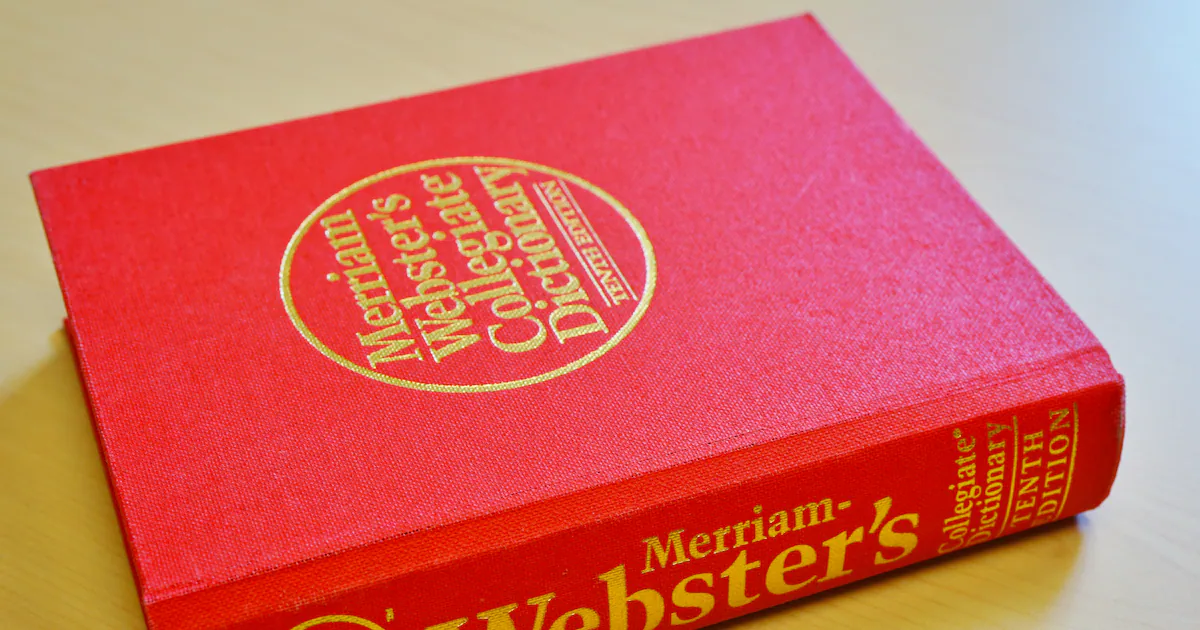 Merriam
Webster's
Collegiate
Dictionary
TENTH EDITION
Merriam-
Webster's
Collegiate®
Dictionary
TENTH
EDITION